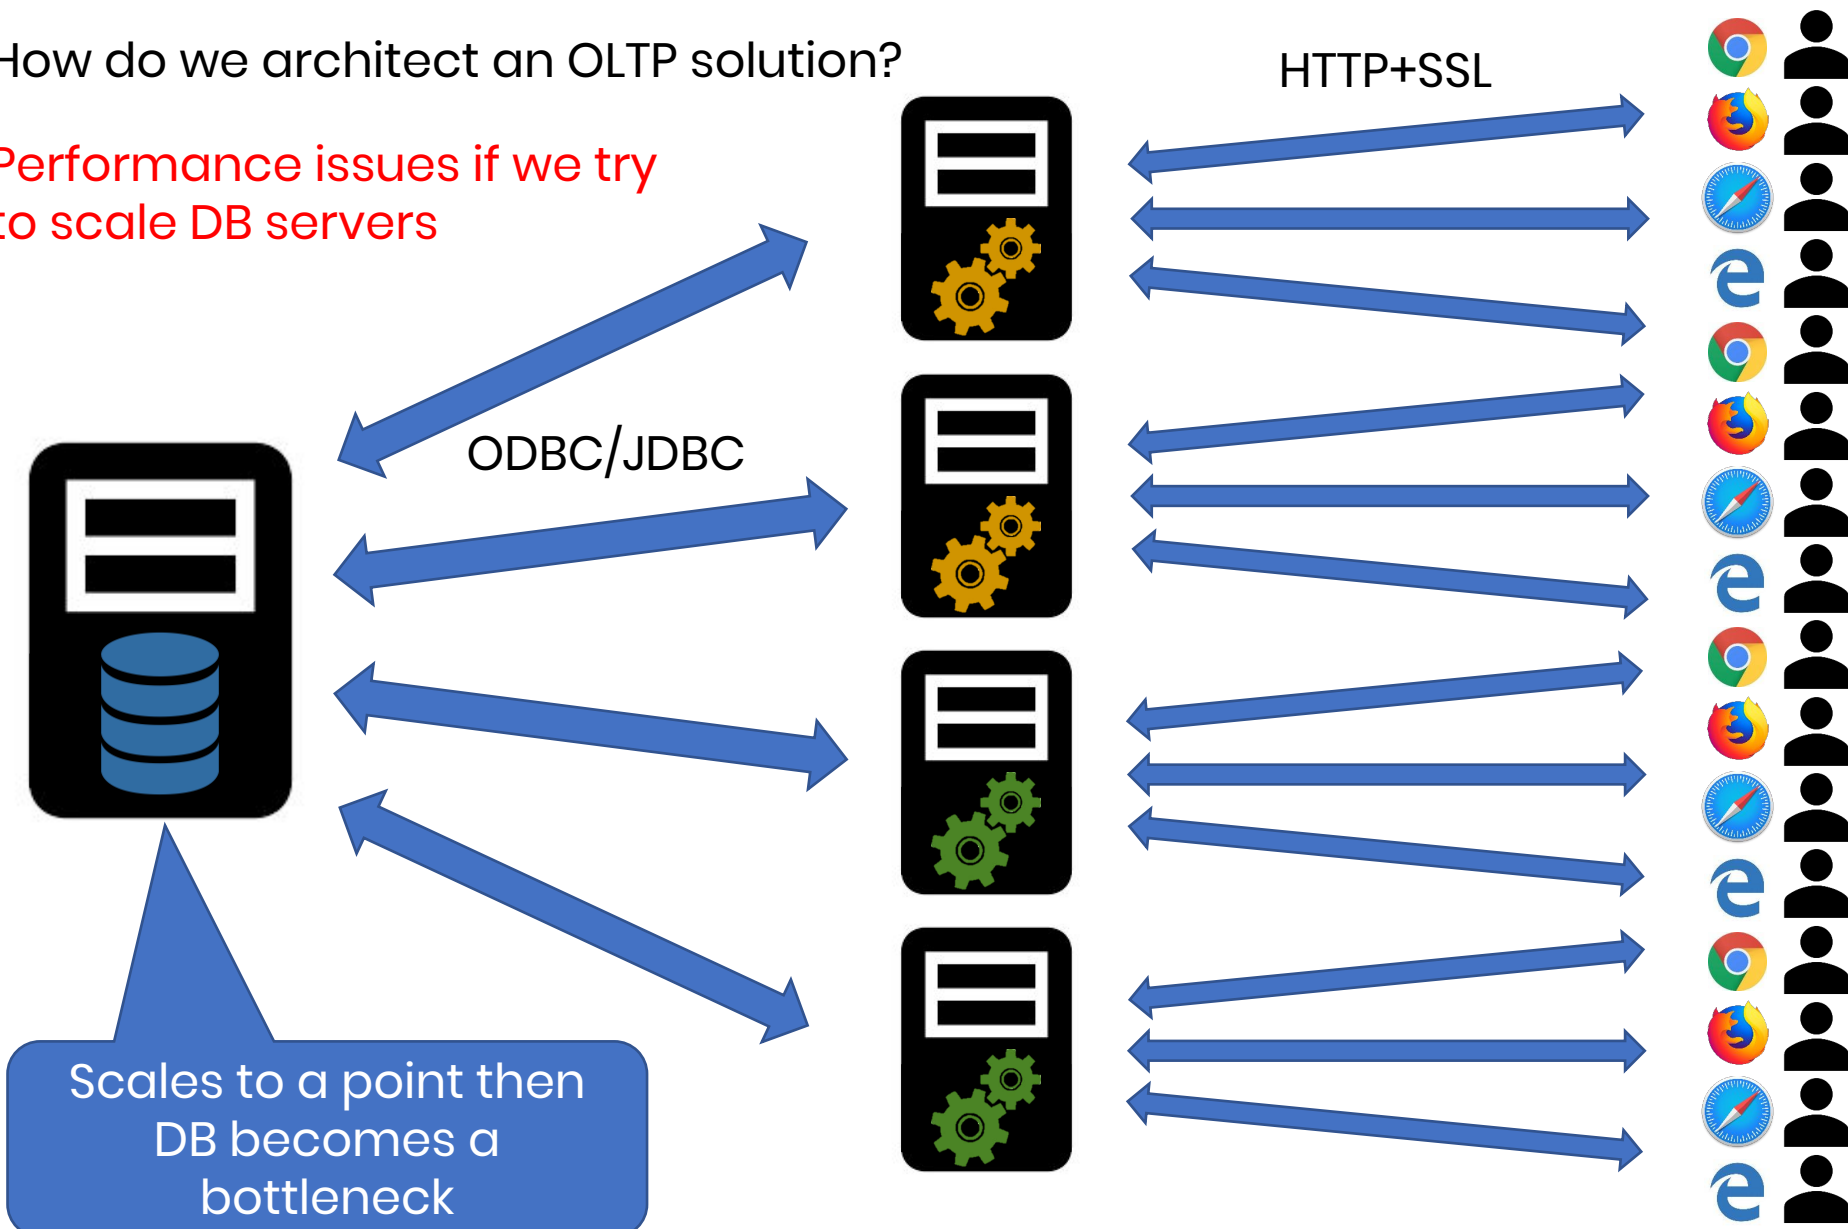 How do we architect an OLTP solution?
HTTP+SSL
Performance issues if we try
to scale DB servers
ODBC/JDBC
Scales to a point then
DB becomes a
bottleneck